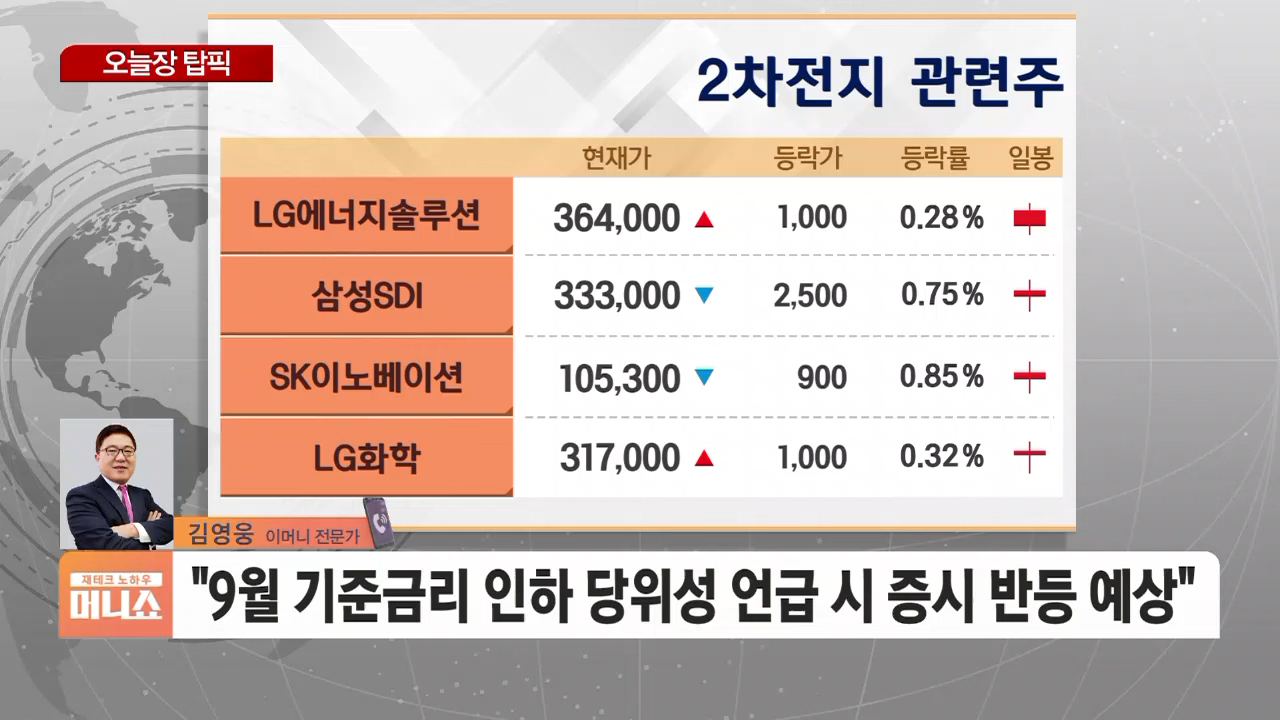 오늘장 탑픽
2차전지 관련주
현재가 등락가 등락률 일봉
LG에너지솔루션 364,000 ▲ 1,000 0.28%
삼성SDI 333,000 ▼ 2,500 0.75%
SK이노베이션 105,300 ▼ 900 0.85%
LG화학 317,000 ▲ 1,000 0.32%
김영웅 이머니 전문가
재테크 노하우
머니쇼
"9월 기준금리 인하 당위성 언급 시 증시 반등 예상"